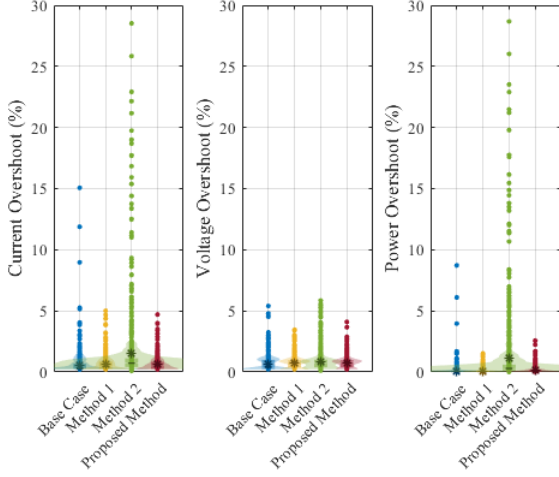 Current Overshoot (%)
30
25
20
15
10
5
0
Base Case
Method 1
Method 2
Proposed Method
Voltage Overshoot (%)
30
25
20
15
10
5
0
Base Case
Method 1
Method 2
Proposed Method
Power Overshoot (%)
30
25
20
15
10
5
0
Base Case
Method 1
Method 2
Proposed Method